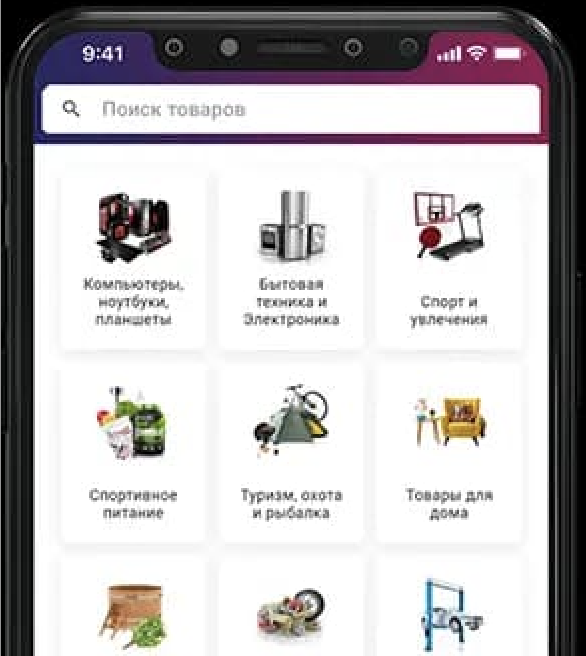 9:41
Поиск товаров
Компьютеры,
ноутбуки,
планшеты
Бытовая
техника и
Электроника
Спорт и
увлечения
Спортивное
питание
Туризм, охота
и рыбалка
Товары для
дома